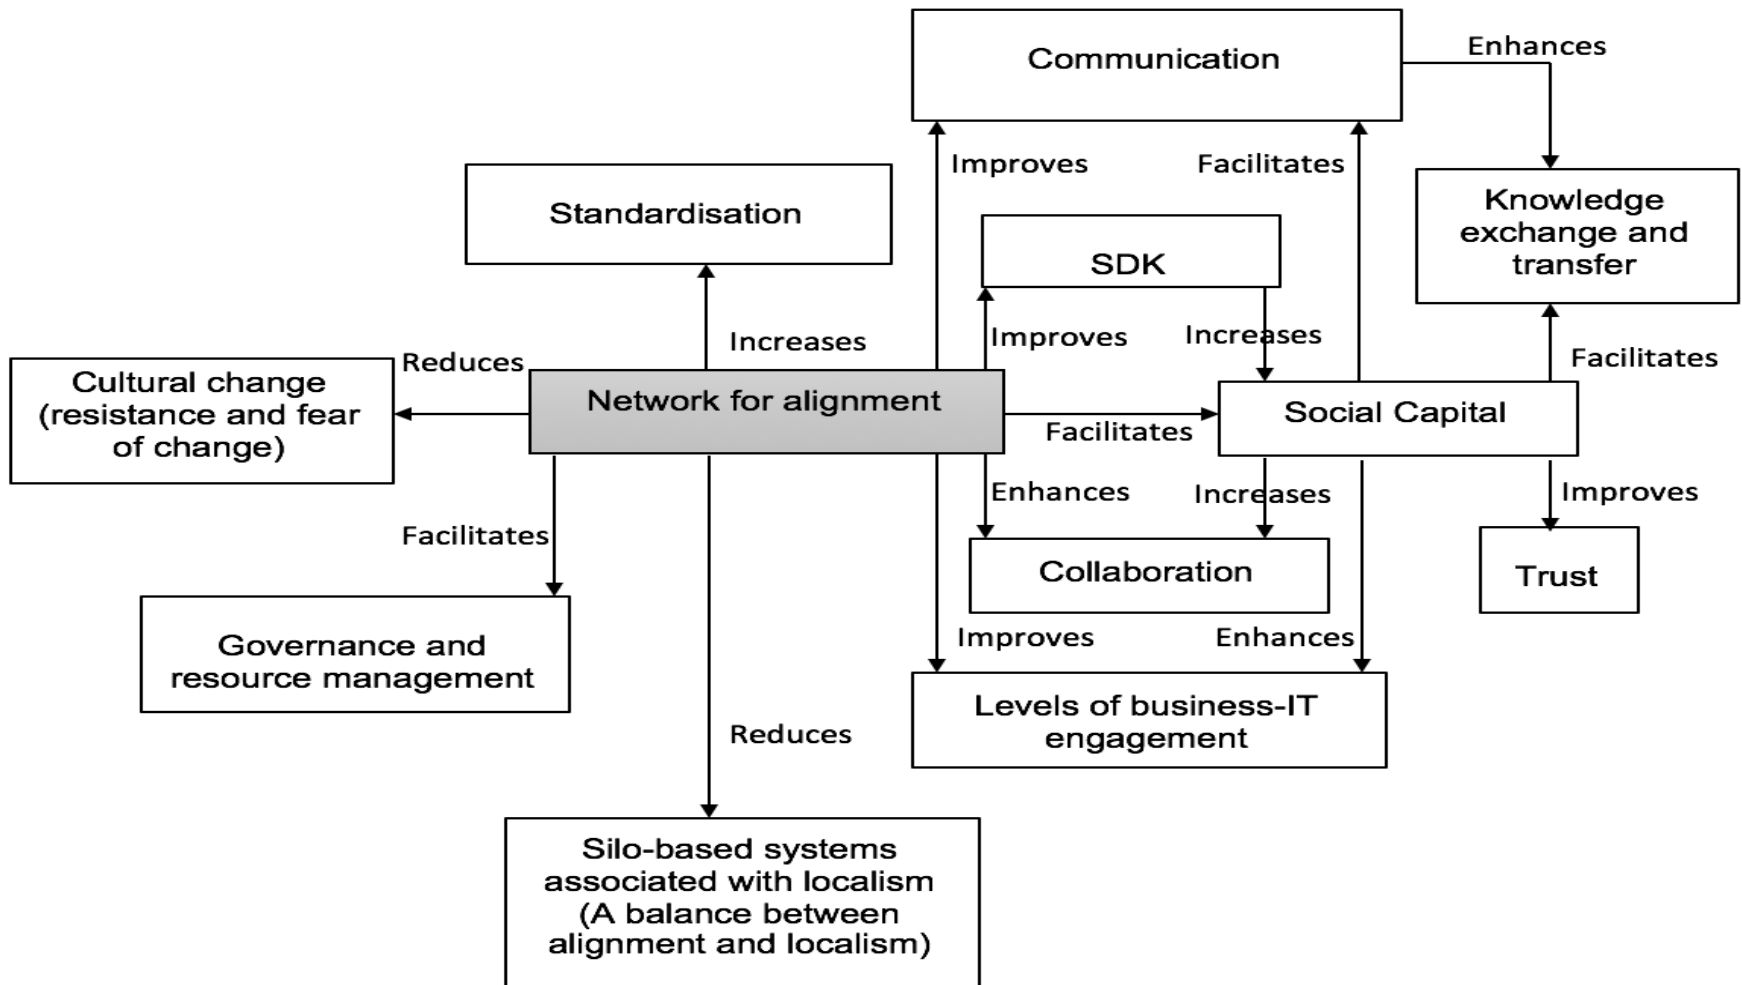 Communication
Enhances
Improves
Facilitates
Standardisation
Knowledge
exchange and
transfer
SDK
Improves
Increases
Increases
Facilitates
Reduces
Cultural change
(resistance and fear
of change)
Network for alignment
Social Capital
Facilitates
Enhances
Increases
Improves
Facilitates
Collaboration
Trust
Governance and
resource management
Improves
Enhances
Levels of business-IT
engagement
Reduces
Silo-based systems
associated with localism
(A balance between
alignment and localism)